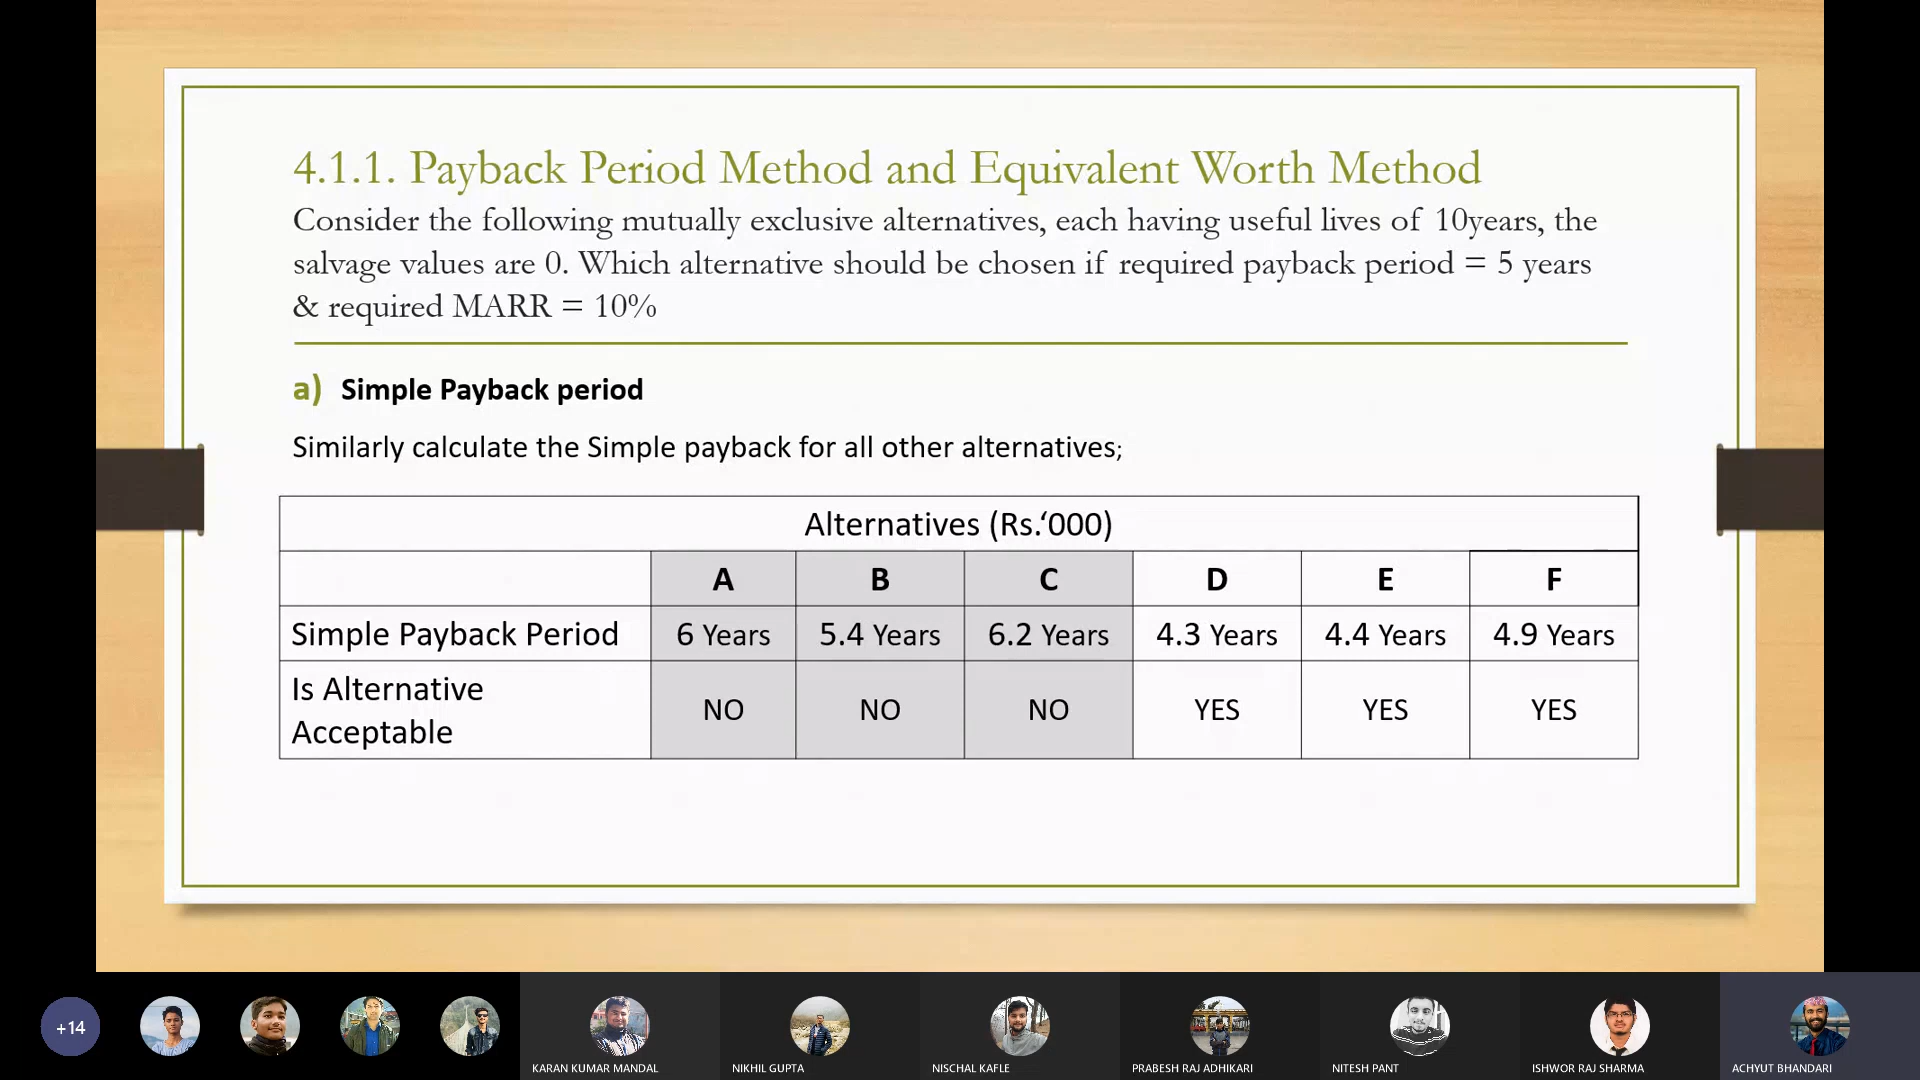 4.1.1. Payback Period Method and Equivalent Worth Method
Consider the following mutually exclusive alternatives, each having useful lives of 10years, the
salvage values are 0. Which alternative should be chosen if required payback period = 5 years
& required MARR = 10%
a) Simple Payback period
Similarly calculate the Simple payback for all other alternatives;
Alternatives (Rs.‘000)
A B C D E F
Simple Payback Period 6 Years 5.4 Years 6.2 Years 4.3 Years 4.4 Years 4.9 Years
Is Alternative
Acceptable NO NO NO YES YES YES
+14
KARAN KUMAR MANDAL NIKHIL GUPTA NISCHAL KAFLE PRABESH RAJ ADHIKARI NITESH PANT ISHWOR RAJ SHARMA ACHYUT BHANDARI